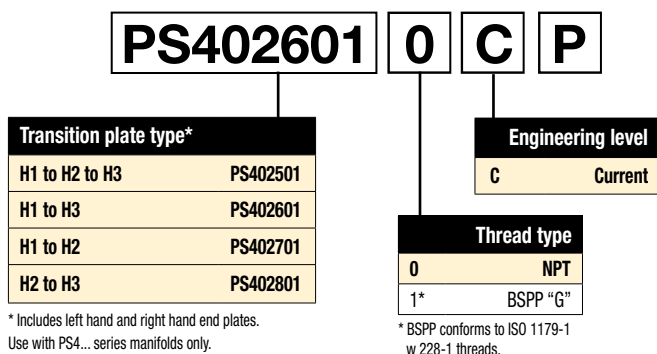 PS402601 0 C P
Transition plate type*
H1 to H2 to H3 PS402501
H1 to H3 PS402601
H1 to H2 PS402701
H2 to H3 PS402801
* Includes left hand and right hand end plates.
Use with PS4... series manifolds only.
Engineering level
C Current
Thread type
0 NPT
1* BSPP “G”
* BSPP conforms to ISO 1179-1
w 228-1 threads.